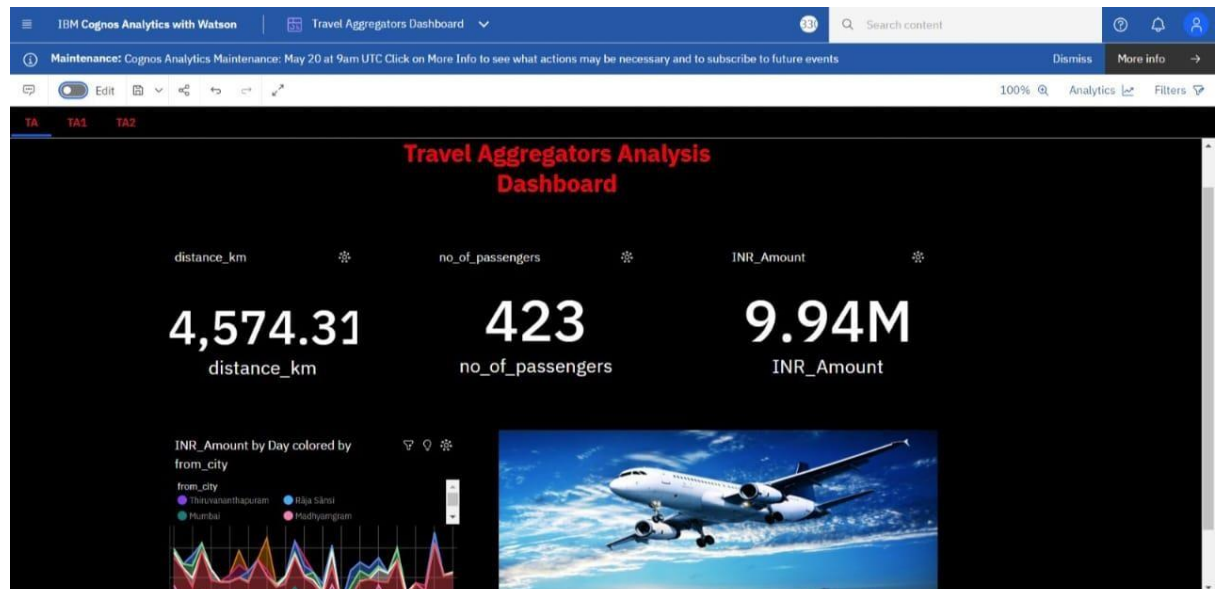 IBM Cognos Analytics with Watson
Travel Aggregators Dashboard
Search content
Maintenance: Cognos Analytics Maintenance: May 20 at 9am UTC Click on More Info to see what actions may be necessary and to subscribe to future events
Dismiss
More info
Edit
100%
Analytics
Filters
TA TA1 TA2
Travel Aggregators Analysis
Dashboard
distance_km
no_of_passengers
INR_Amount
4,574.31
423
9.94M
distance_km
no_of_passengers
INR_Amount
INR_Amount by Day colored by
from_city
from_city
Thiruvananthapuram
Rāja Sānsi
Mumbai
Madhyamgram